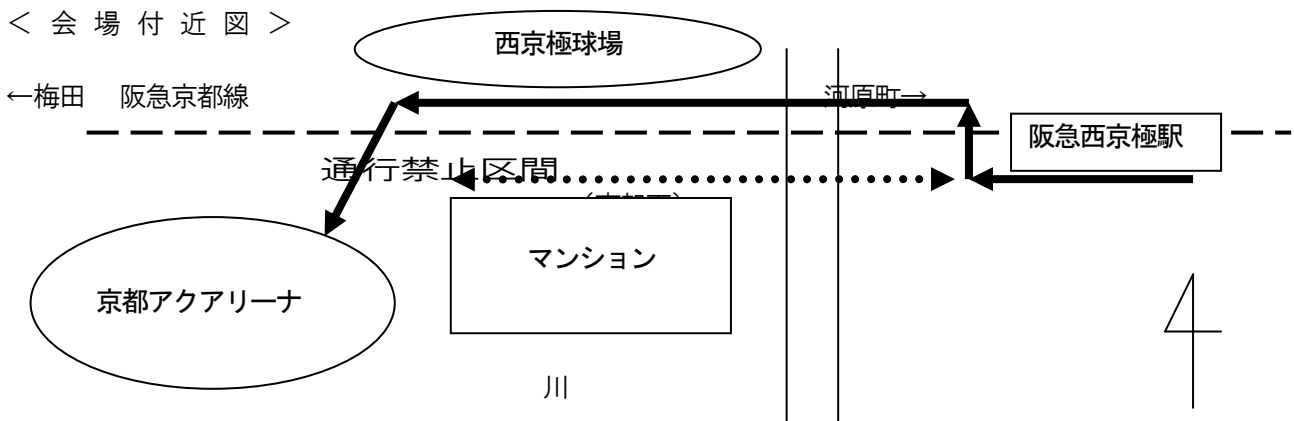 < 会 場 付 近 図 >
西京極球場
←梅田　阪急京都線
河原町→
阪急西京極駅
通行禁止区間
マンション
京都アクアリーナ
川